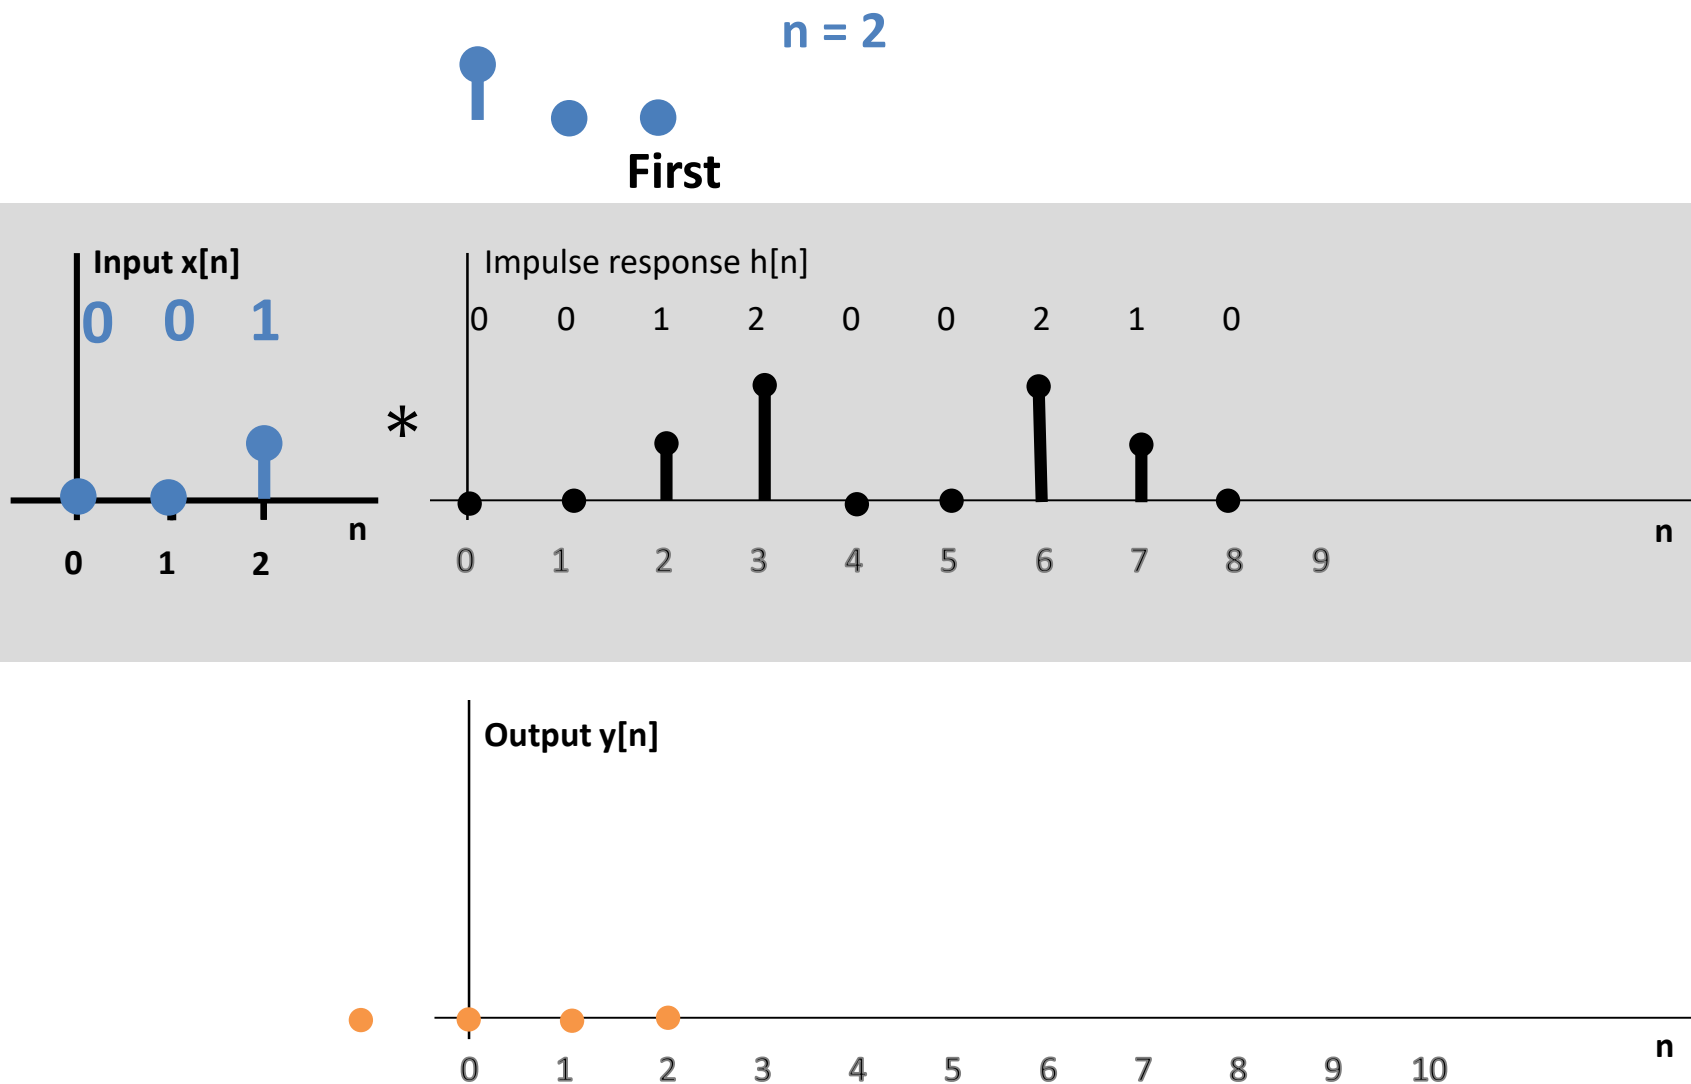 n = 2
First
Input x[n]
0 0 1
*
n
0 1 2
Impulse response h[n]
0 0 1 2 0 0 2 1 0
n
0 1 2 3 4 5 6 7 8 9
Output y[n]
n
0 1 2 3 4 5 6 7 8 9 10